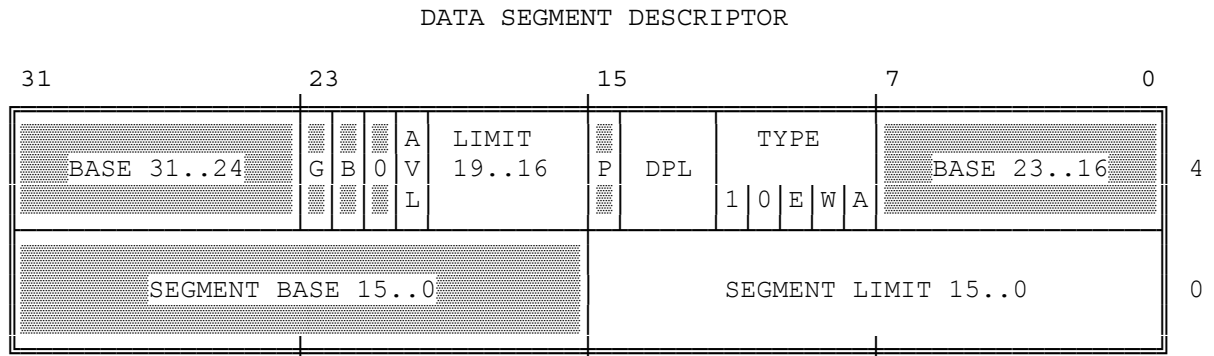 DATA SEGMENT DESCRIPTOR
31 23 15 7 0
A LIMIT TYPE
BASE 31..24 G B 0 V 19..16 P DPL BASE 23..16 4
L 1 0 E W A
SEGMENT BASE 15..0 SEGMENT LIMIT 15..0 0